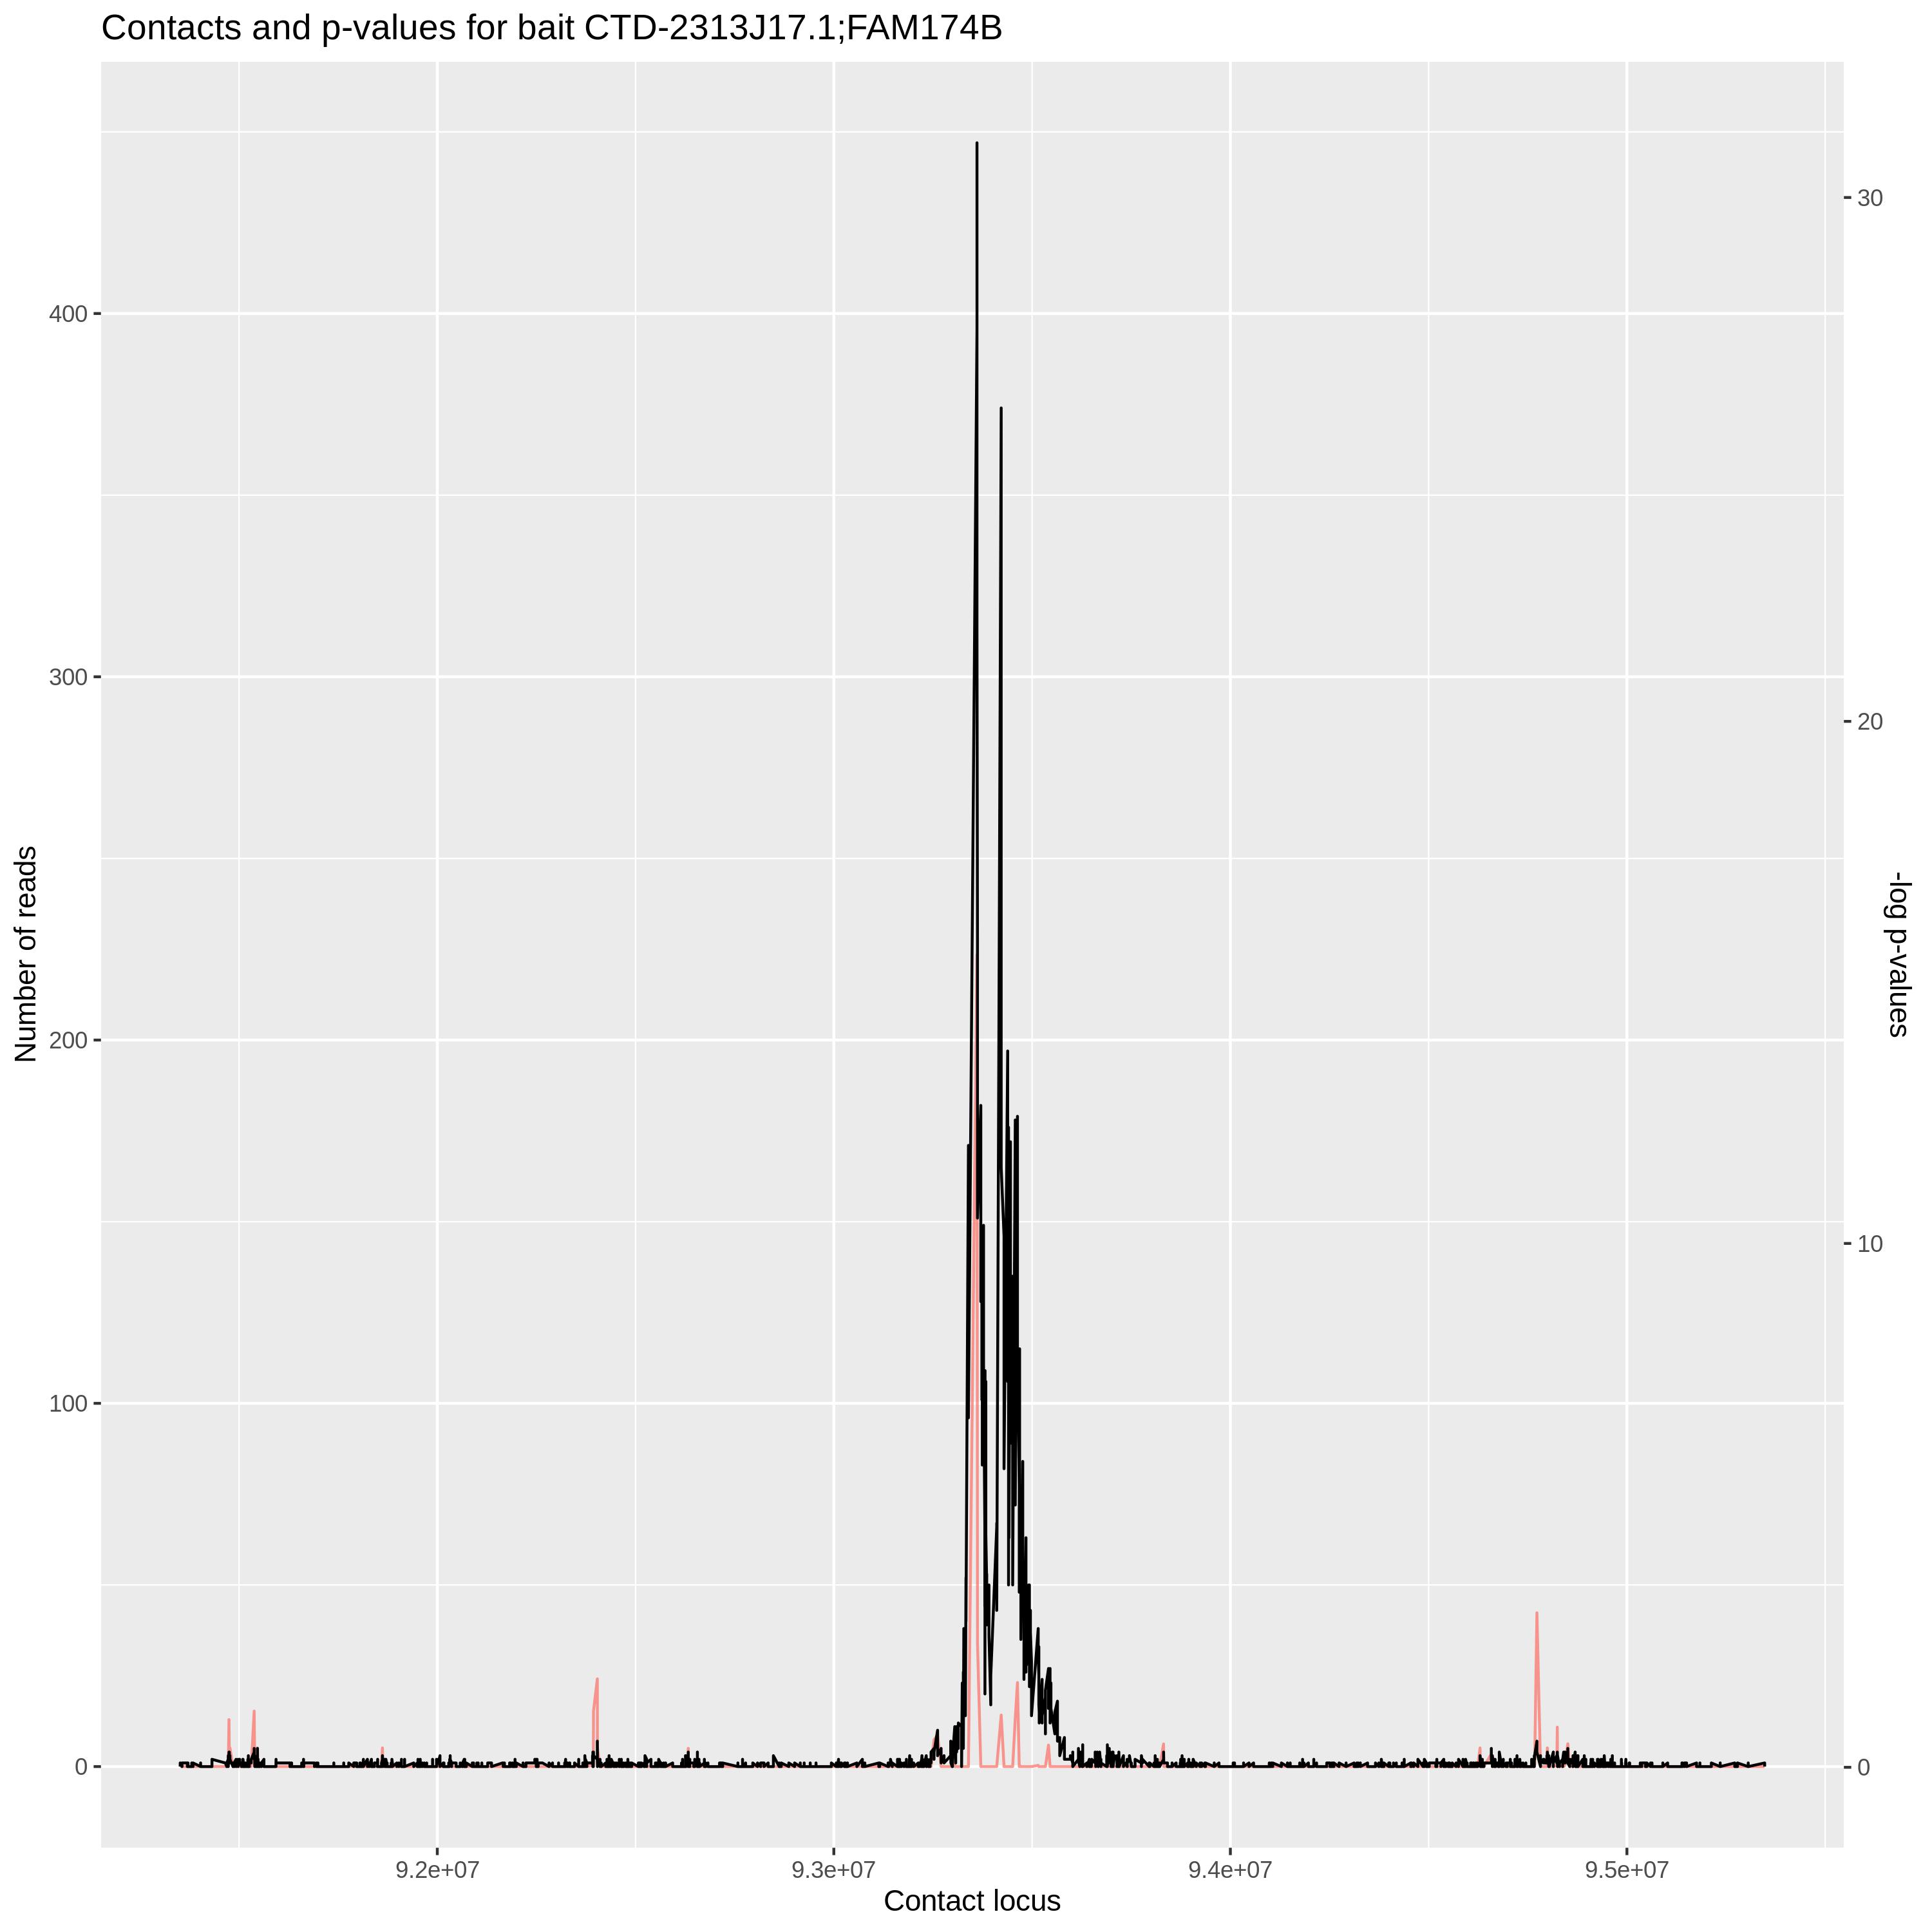 Contacts and p-values for bait CTD-2313J17.1;FAM174B
Number of reads
400
300
200
100
0
30
20
10
0
-log p-values
9.2e+07 9.3e+07 9.4e+07 9.5e+07
Contact locus